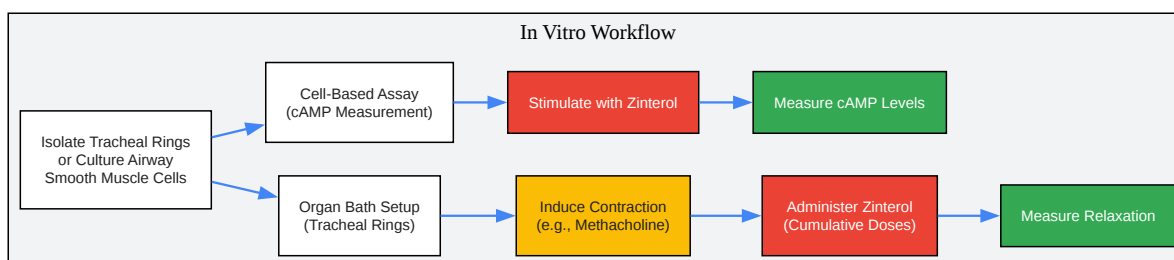 In Vitro Workflow
Isolate Tracheal Rings
or Culture Airway
Smooth Muscle Cells
Cell-Based Assay
(cAMP Measurement)
Stimulate with Zinterol
Measure cAMP Levels
Organ Bath Setup
(Tracheal Rings)
Induce Contraction
(e.g., Methacholine)
Administer Zinterol
(Cumulative Doses)
Measure Relaxation